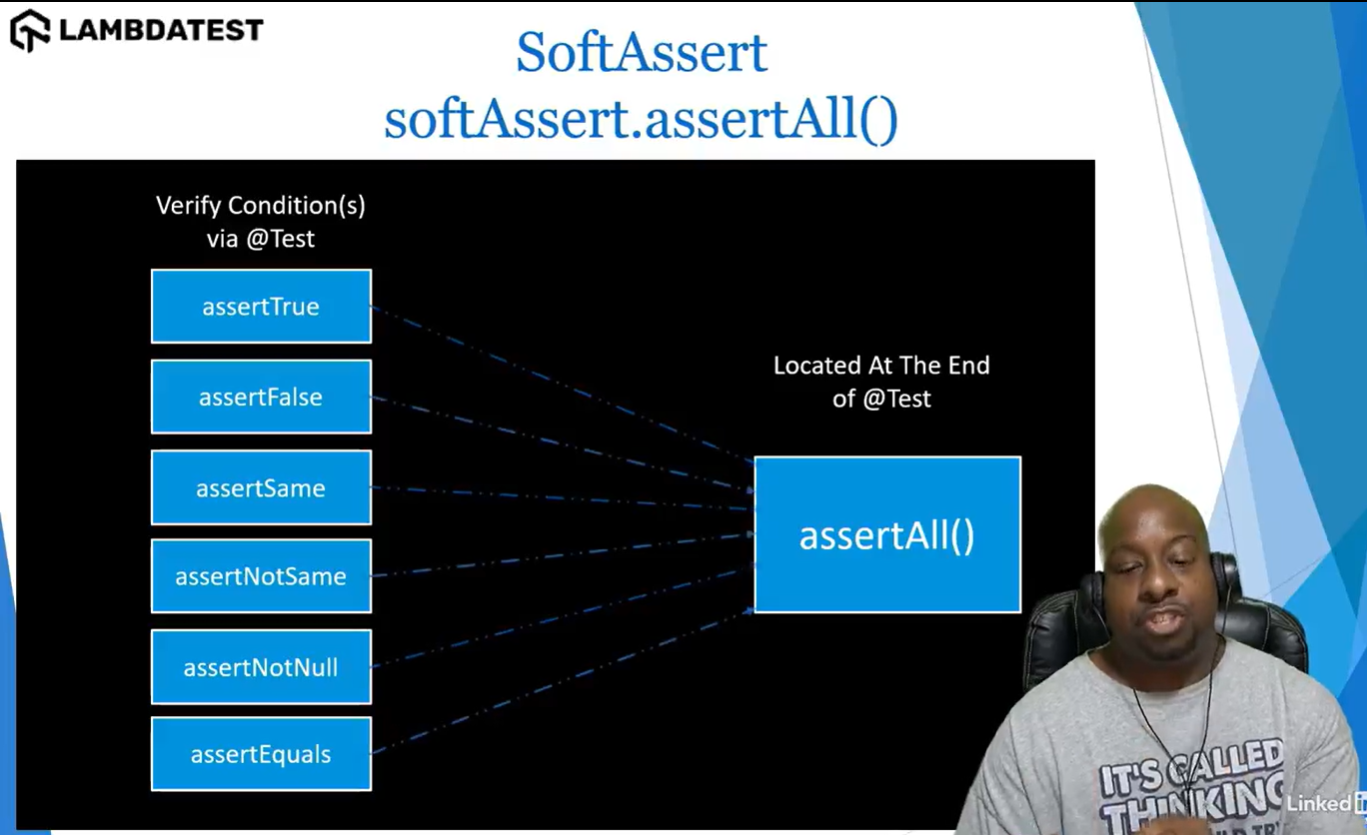 LAMBDATEST
SoftAssert
softAssert.assertAll()
Verify Condition(s)
via @Test
assertTrue
assertFalse
assertSame
assertNotSame
assertNotNull
assertEquals
Located At The End
of @Test
assertAll()
IT'S CALLED
THINKING
Linked in